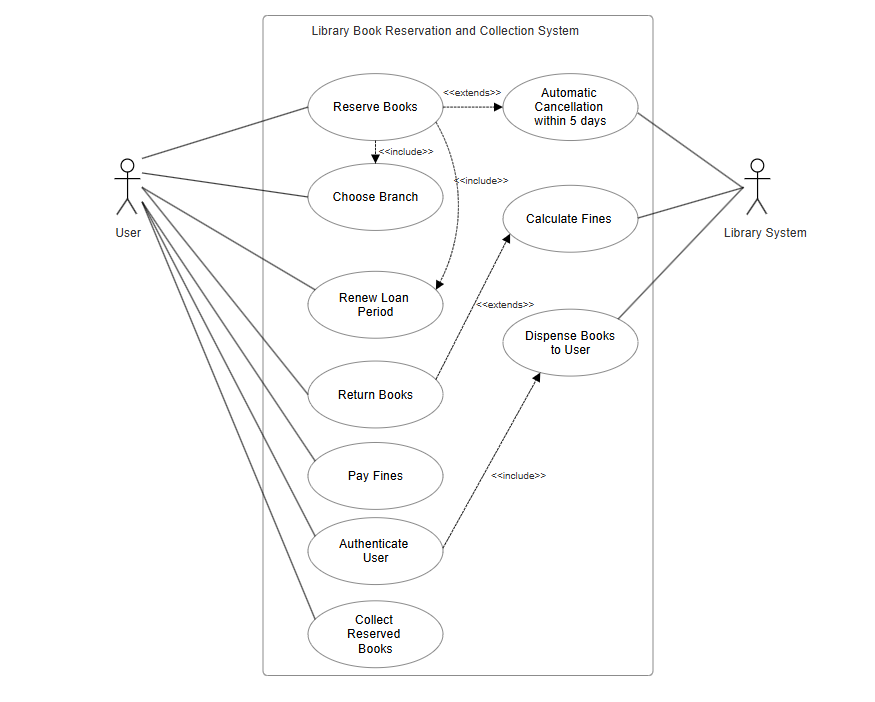 Library Book Reservation and Collection System
Reserve Books
<<extends>>
Automatic
Cancellation
within 5 days
<<include>>
Choose Branch
<<include>>
Calculate Fines
User
Library System
Renew Loan
Period
<<extends>>
Dispense Books
to User
Return Books
Pay Fines
<<include>>
Authenticate
User
Collect
Reserved
Books